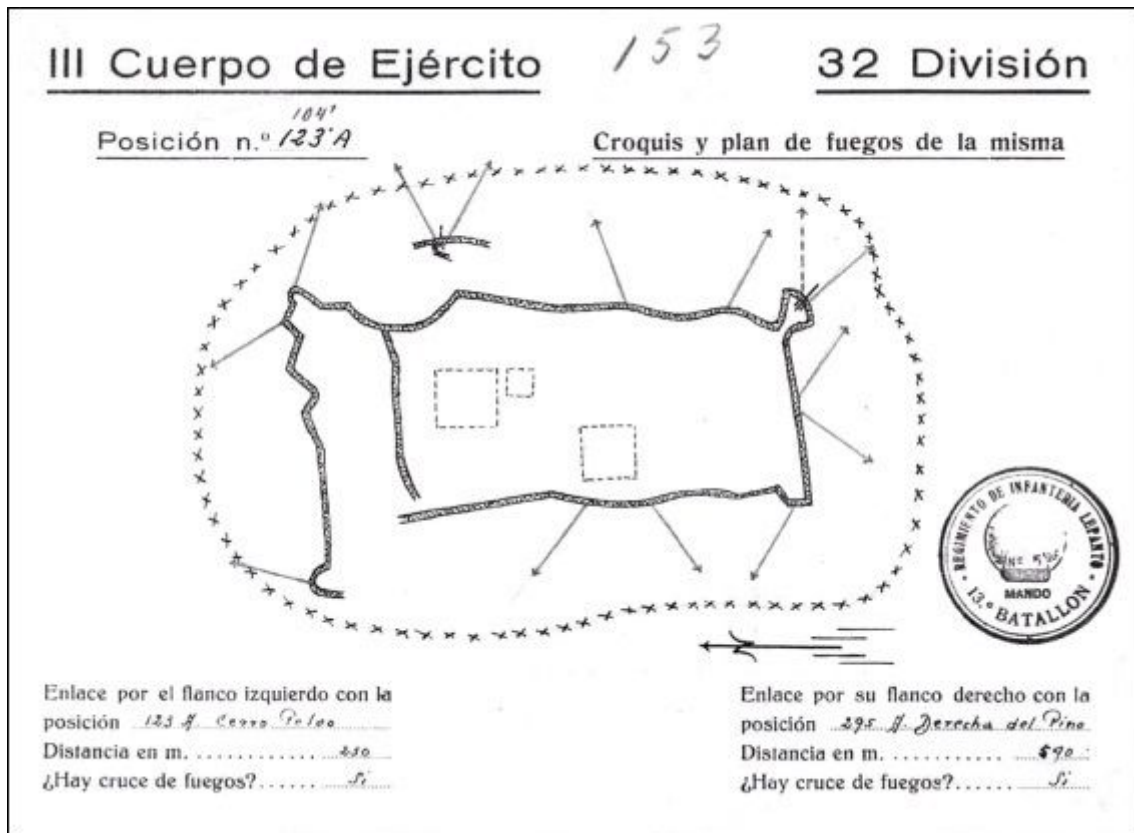 III Cuerpo de Ejército
153
32 División
104'
Posición n.º 123'A
Croquis y plan de fuegos de la misma
REGIMIENTO DE INFANTERIA LEPANTO
MANDO
13.º BATALLON
Enlace por el flanco izquierdo con la
posición 123 A. Cerro
Distancia en m. ............ 250
¿Hay cruce de fuegos? ...... Si
Enlace por su flanco derecho con la
posición 295 A. Derecha del Pino
Distancia en m. ............ 590
¿Hay cruce de fuegos? ...... Si